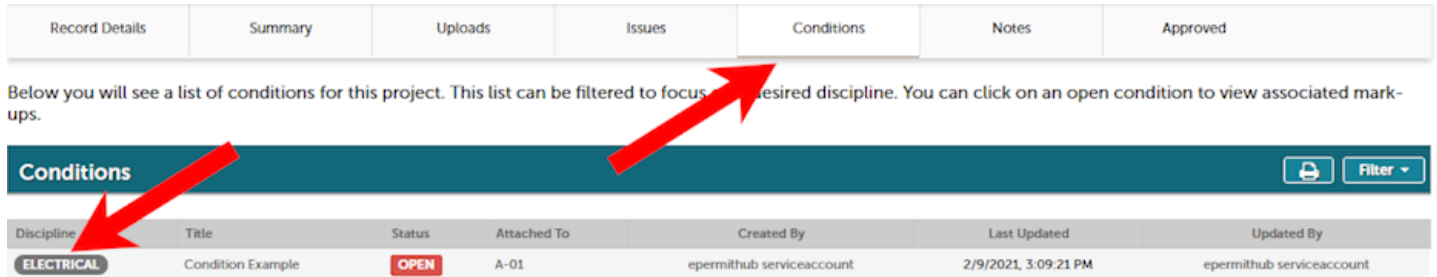 Record Details Summary Uploads Issues Conditions Notes Approved
Below you will see a list of conditions for this project. This list can be filtered to focus desired discipline. You can click on an open condition to view associated mark-
ups.
Conditions Filter
Discipline Title Status Attached To Created By Last Updated Updated By
ELECTRICAL Condition Example OPEN A-01 epermithub serviceaccount 2/9/2021, 3:09:21 PM epermithub serviceaccount